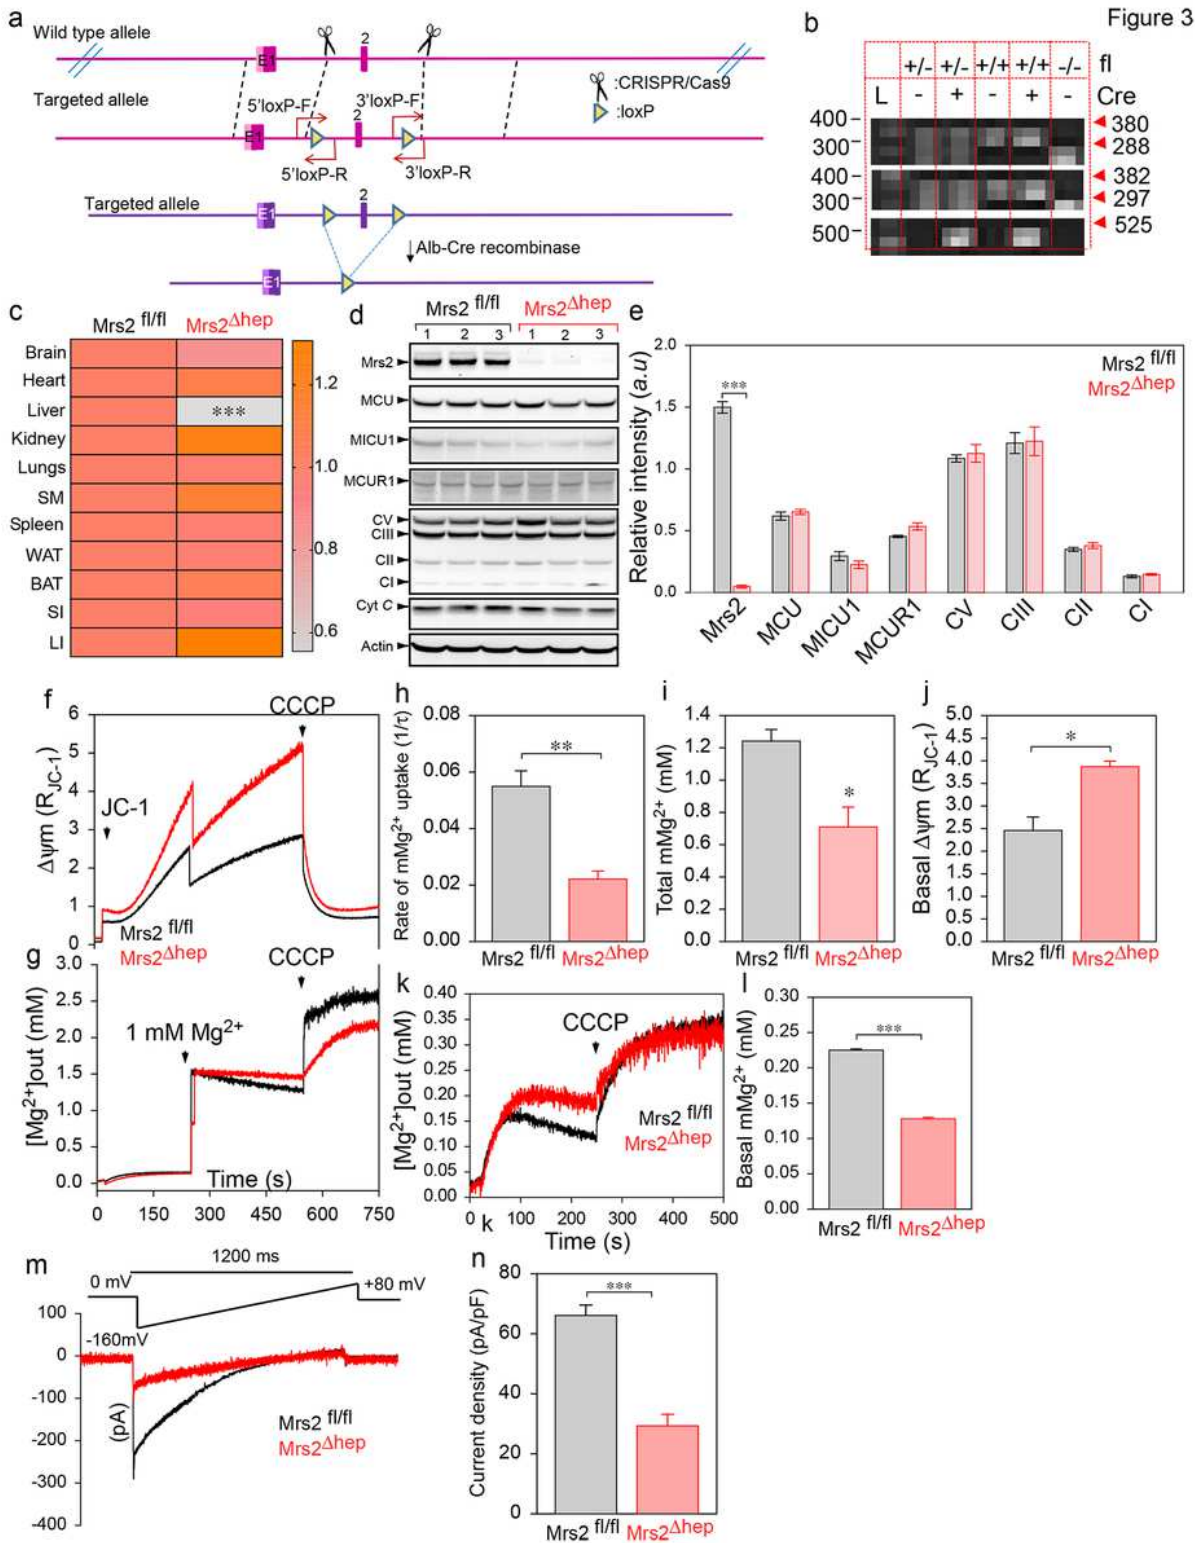 Figure 3
a
Wild type allele
E1
2
:CRISPR/Cas9
:loxP
Targeted allele
5'loxP-F
3'loxP-F
E1
2
5'loxP-R
3'loxP-R
Targeted allele
E1
2
Alb-Cre recombinase
E1
b
+/- +/- +/+ +/+ -/- fl
L - + - + - Cre
400
300
380
288
400
300
382
297
500
525
c
Mrs2 fl/fl
Mrs2Δhep
Brain
Heart
Liver
***
Kidney
Lungs
SM
Spleen
WAT
BAT
SI
LI
1.2
1.0
0.8
0.6
d
Mrs2 fl/fl
Mrs2Δhep
1 2 3 1 2 3
Mrs2
MCU
MICU1
MCUR1
CV
CIII
CII
CI
Cyt C
Actin
e
Relative intensity (a.u)
2.0
1.5
1.0
0.5
0.0
***
Mrs2 fl/fl
Mrs2Δhep
Mrs2
MCU
MICU1
MCUR1
CV
CIII
CII
CI
f
Δψm (RJC-1)
6
5
4
3
2
1
0
JC-1
CCCP
Mrs2 fl/fl
Mrs2Δhep
g
[Mg2+]out (mM)
3.0
2.5
2.0
1.5
1.0
0.5
0.0
1 mM Mg2+
CCCP
Time (s)
0 150 300 450 600 750
h
Rate of mMg2+ uptake (1/τ)
0.08
0.06
0.04
0.02
0.00
**
Mrs2 fl/fl
Mrs2Δhep
i
Total mMg2+ (mM)
1.4
1.2
1.0
0.8
0.6
0.4
0.2
0.0
*
Mrs2 fl/fl
Mrs2Δhep
j
Basal Δψm (RJC-1)
5.0
4.5
4.0
3.5
3.0
2.5
2.0
1.5
1.0
0.5
0.0
*
Mrs2 fl/fl
Mrs2Δhep
k
[Mg2+]out (mM)
0.40
0.35
0.30
0.25
0.20
0.15
0.10
0.05
0.00
CCCP
Mrs2 fl/fl
Mrs2Δhep
k 100 200 300 400 500
Time (s)
l
Basal mMg2+ (mM)
0.30
0.25
0.20
0.15
0.10
0.05
0.00
***
Mrs2 fl/fl
Mrs2Δhep
m
1200 ms
0 mV
+80 mV
-160mV
100
0
-100
-200
-300
-400
(pA)
Mrs2 fl/fl
Mrs2Δhep
n
Current density (pA/pF)
80
60
40
20
0
***
Mrs2 fl/fl
Mrs2Δhep